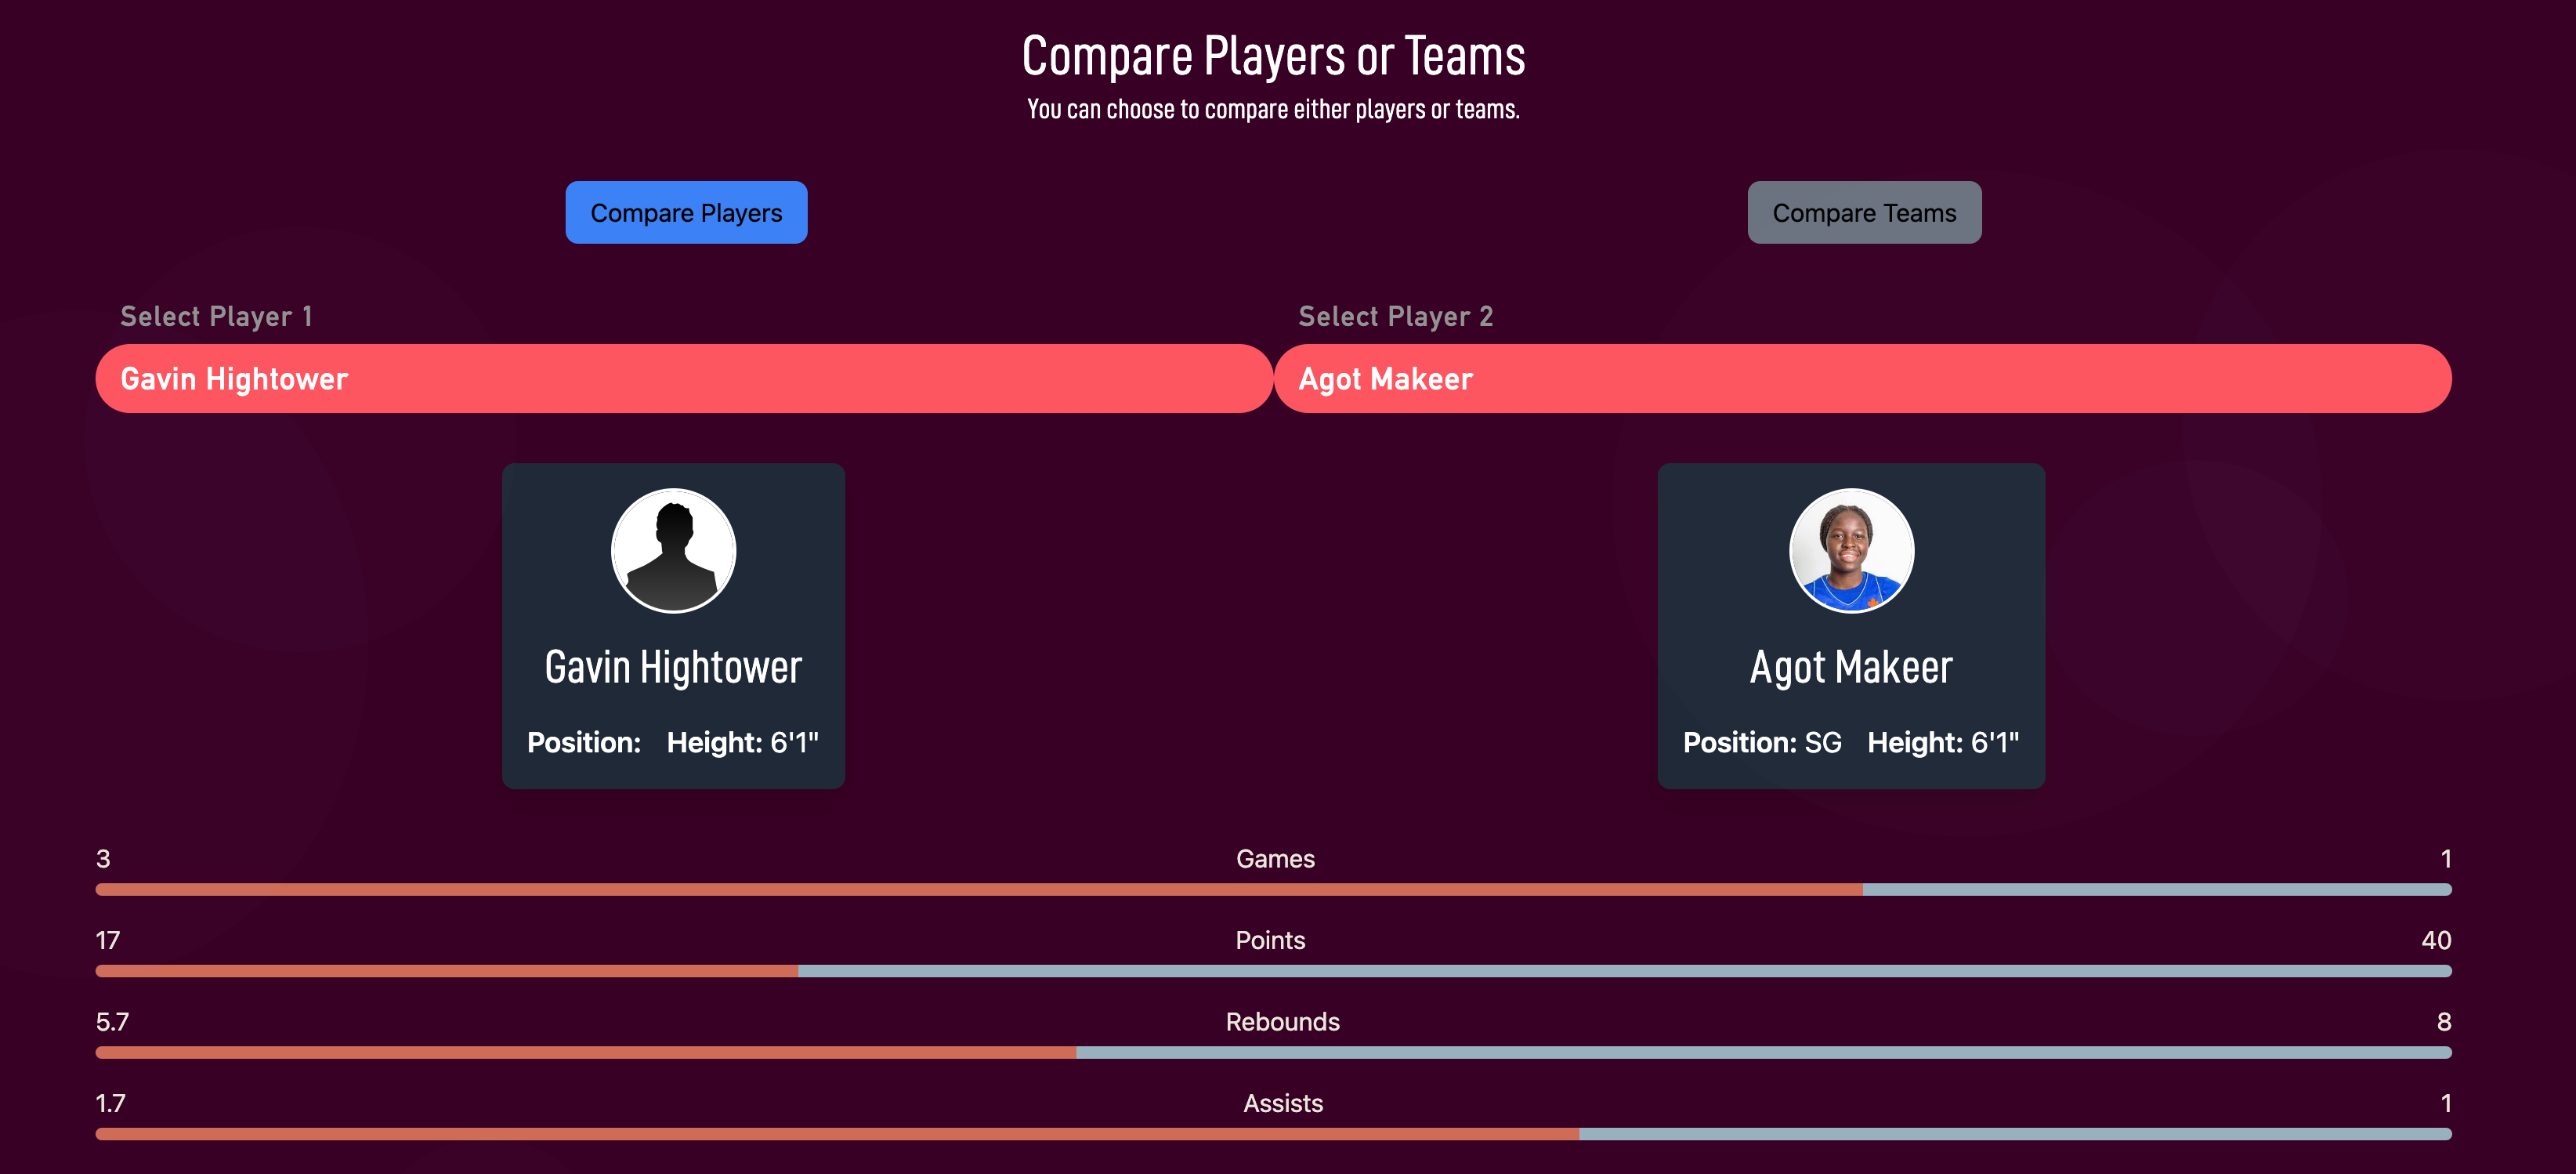 Compare Players or Teams
You can choose to compare either players or teams.
Compare Players
Compare Teams
Select Player 1
Select Player 2
Gavin Hightower
Agot Makeer
Gavin Hightower
Position: Height: 6'1"
Agot Makeer
Position: SG Height: 6'1"
3 Games 1
17 Points 40
5.7 Rebounds 8
1.7 Assists 1